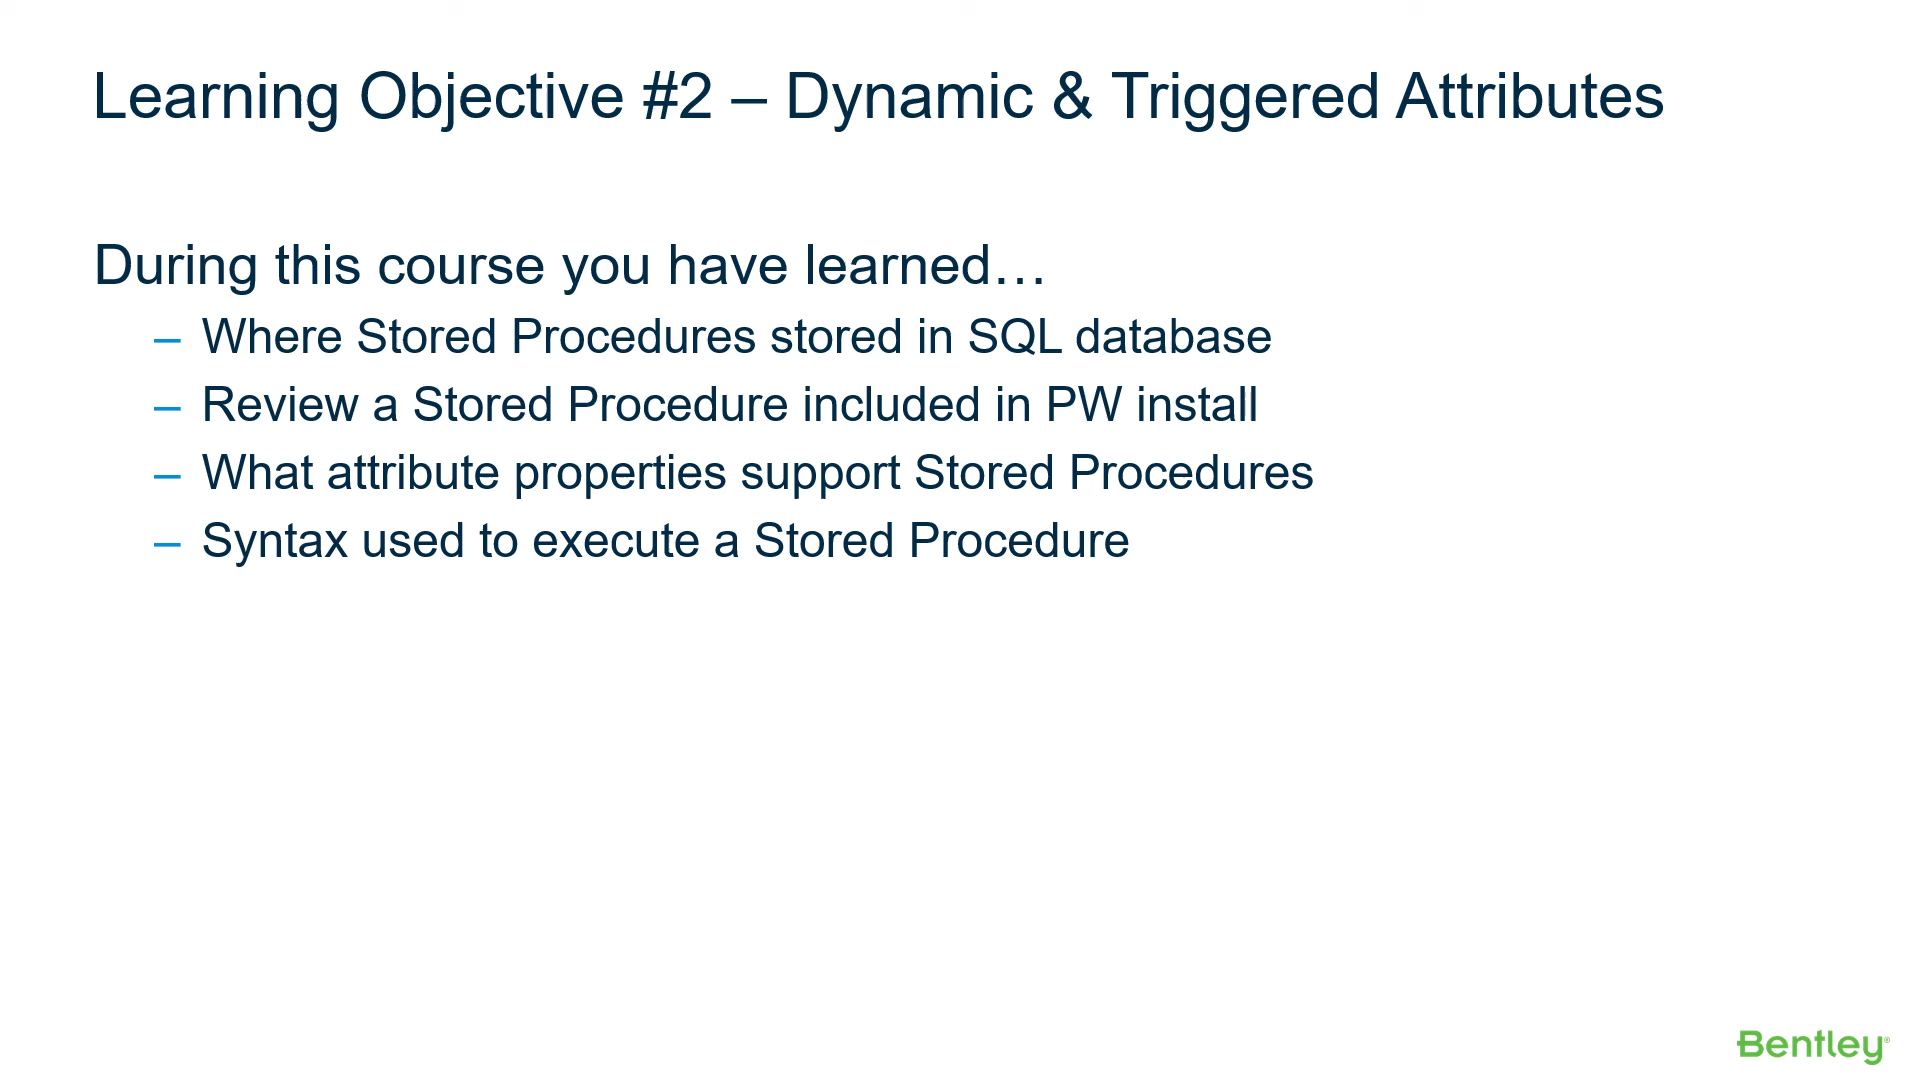 Learning Objective #2 – Dynamic & Triggered Attributes
During this course you have learned…
– Where Stored Procedures stored in SQL database
– Review a Stored Procedure included in PW install
– What attribute properties support Stored Procedures
– Syntax used to execute a Stored Procedure
Bentley®